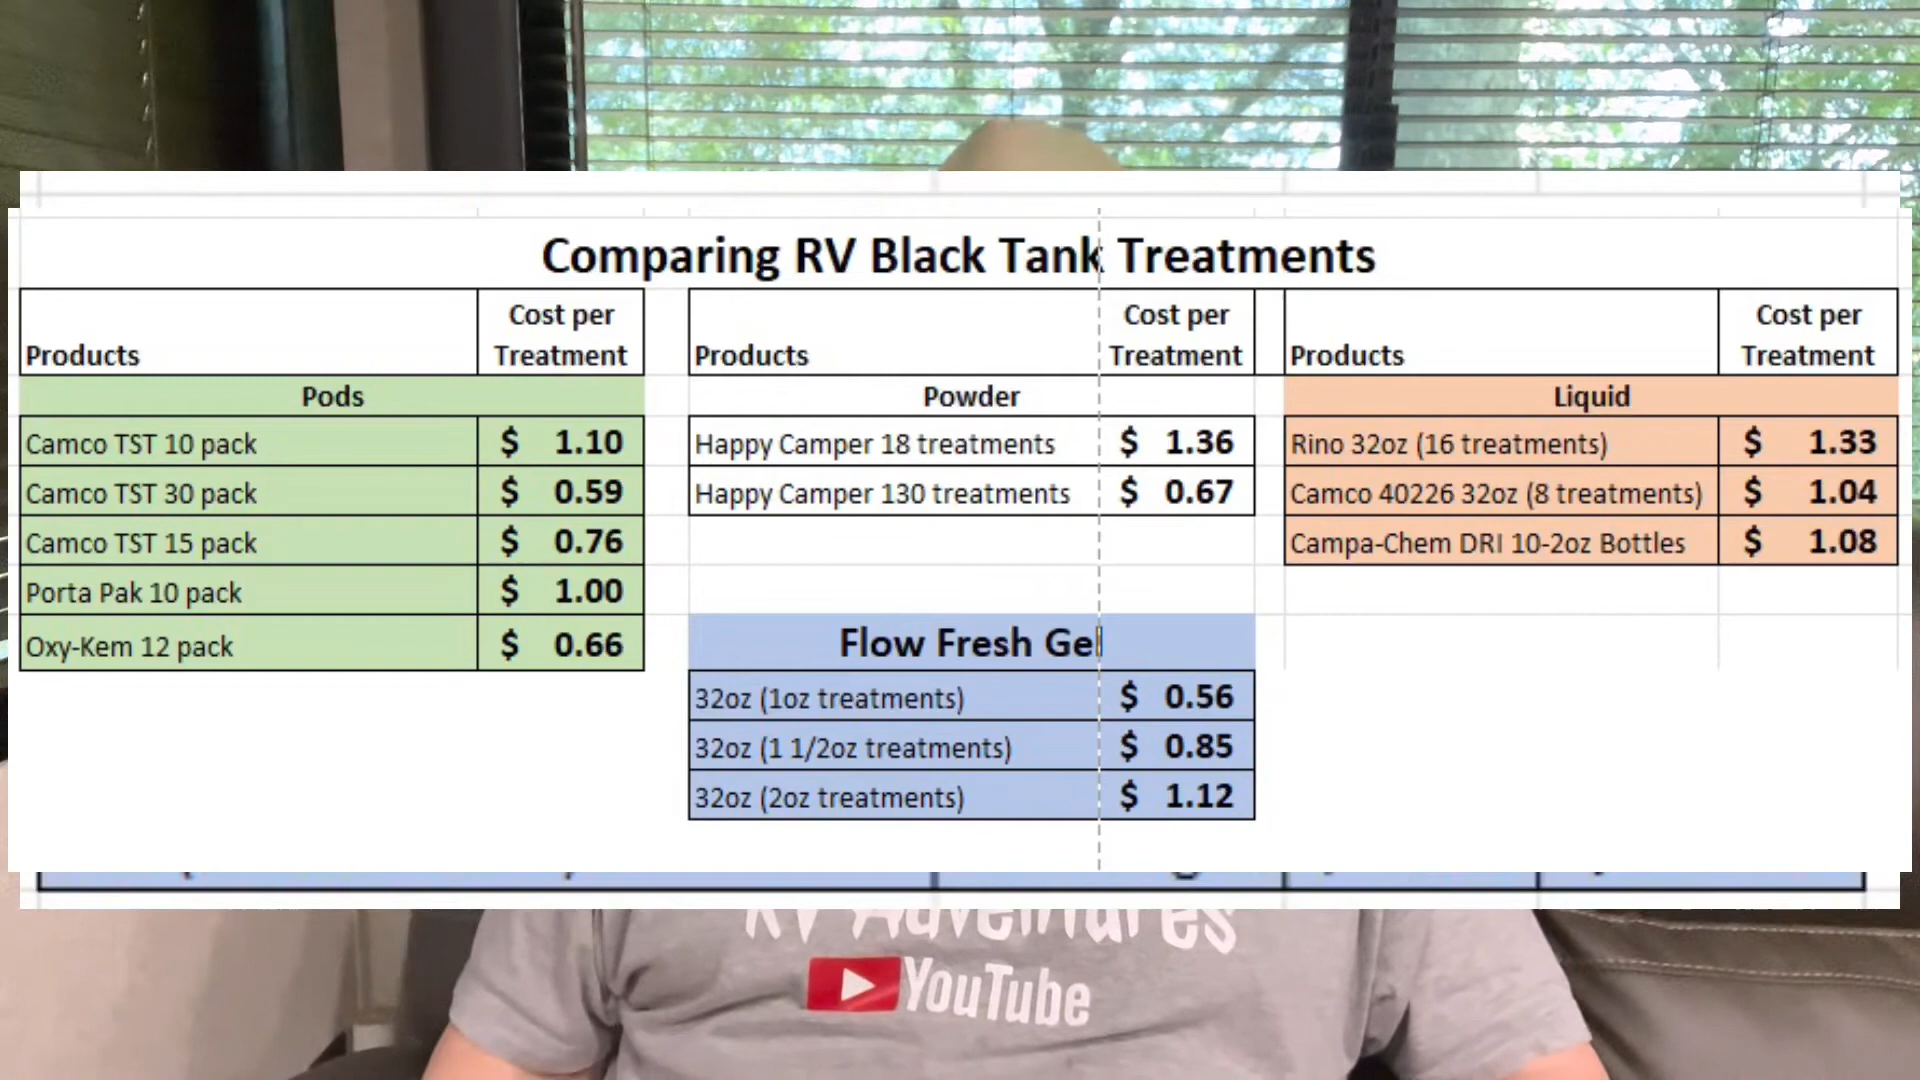 Comparing RV Black Tank Treatments
Products Cost per Treatment
Pods
Camco TST 10 pack $ 1.10
Camco TST 30 pack $ 0.59
Camco TST 15 pack $ 0.76
Porta Pak 10 pack $ 1.00
Oxy-Kem 12 pack $ 0.66
Products Cost per Treatment
Powder
Happy Camper 18 treatments $ 1.36
Happy Camper 130 treatments $ 0.67
Flow Fresh Gel
32oz (1oz treatments) $ 0.56
32oz (1 1/2oz treatments) $ 0.85
32oz (2oz treatments) $ 1.12
Products Cost per Treatment
Liquid
Rino 32oz (16 treatments) $ 1.33
Camco 40226 32oz (8 treatments) $ 1.04
Campa-Chem DRI 10-2oz Bottles $ 1.08
RV Adventures
YouTube